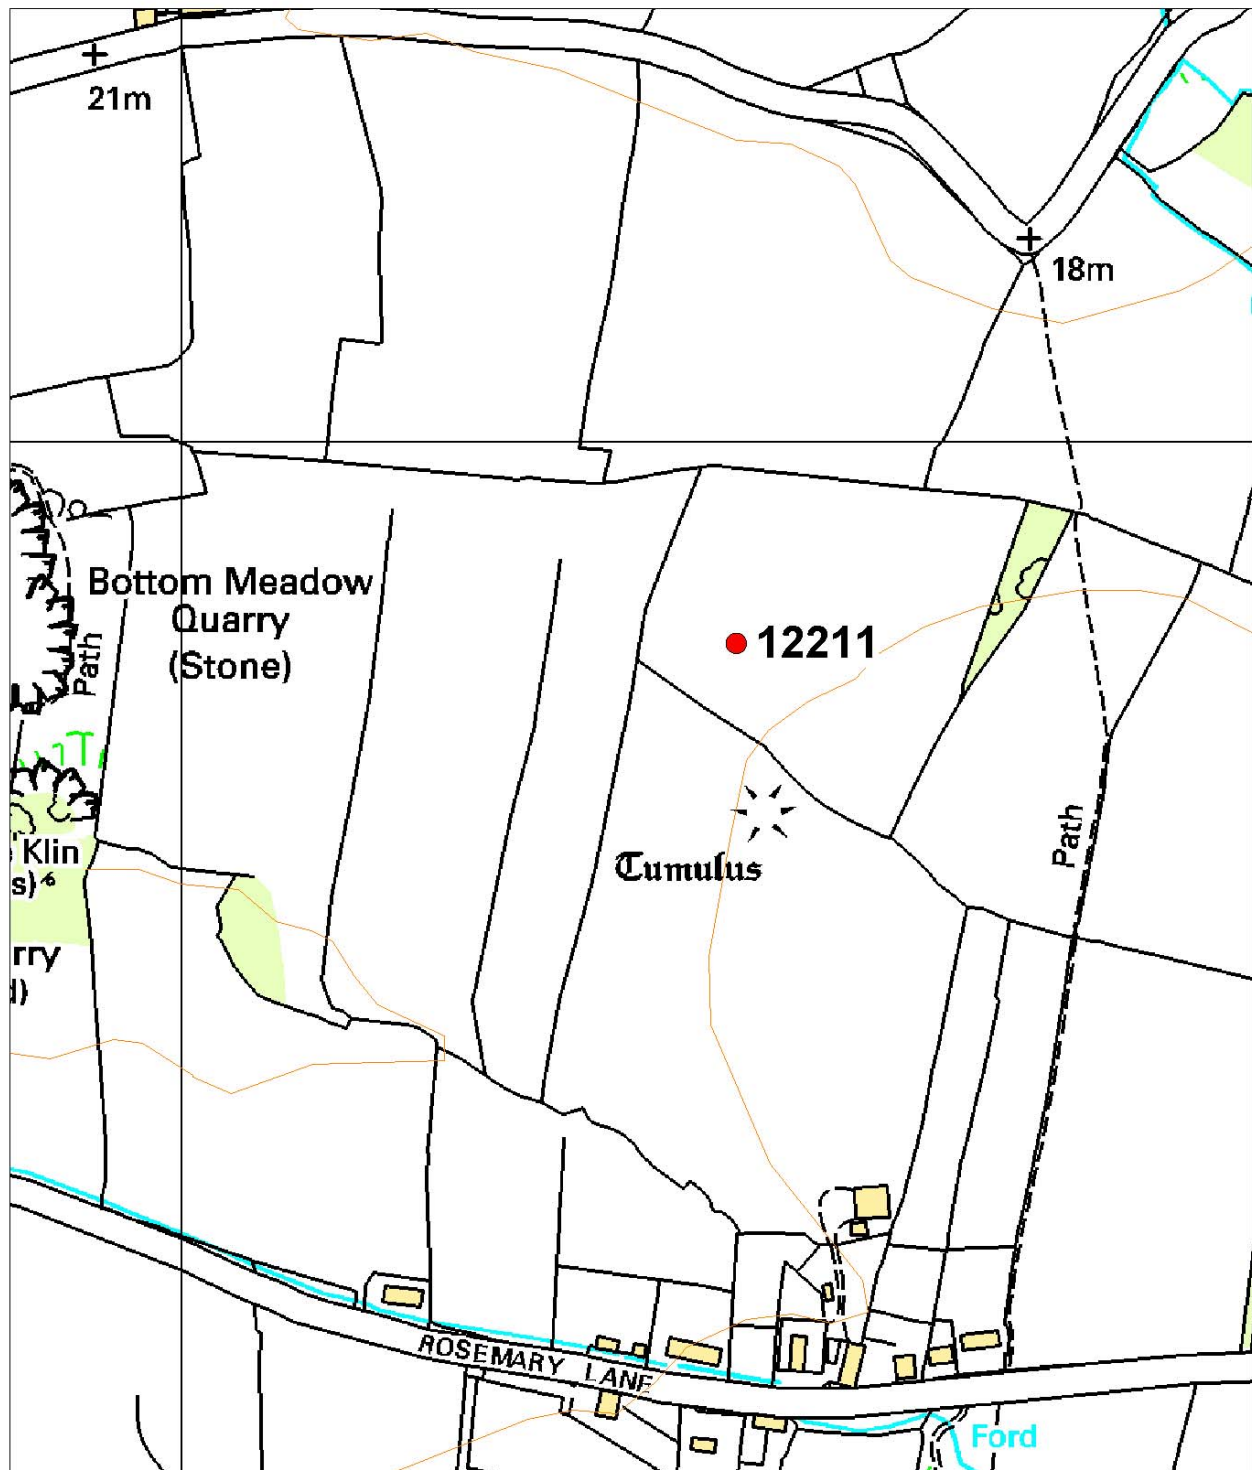 21m
18m
Bottom Meadow
Quarry
(Stone)
Path
12211
Tumulus
Path
Klin
s)
rry
d)
ROSEMARY LANE
Ford